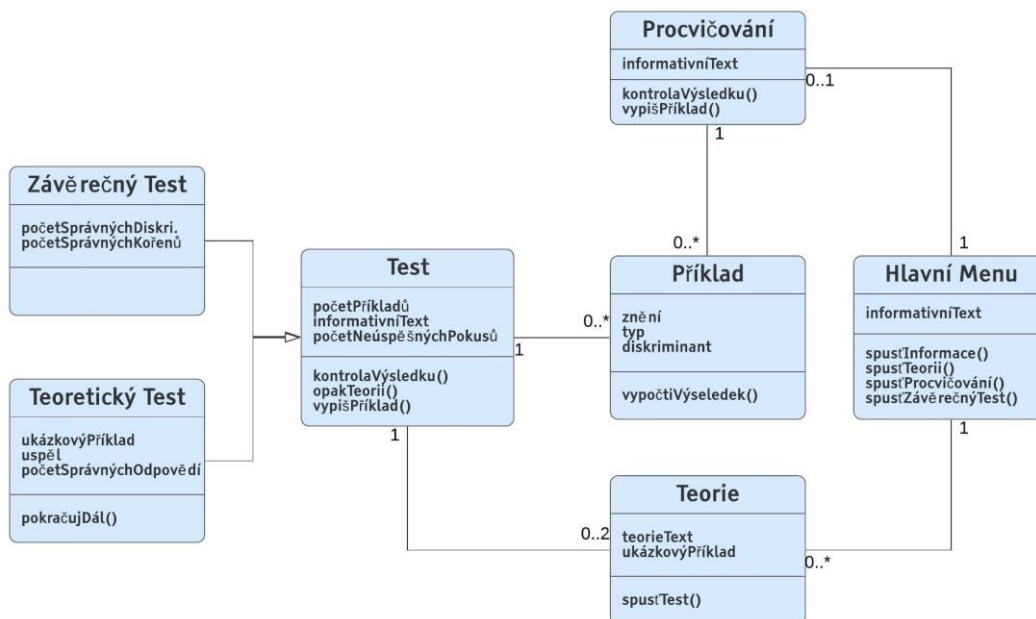 Procvičování
informativníText
kontrolaVýsledku()
vypišPříklad()
0..1
1
Závěrečný Test
početSprávnýchDiskri.
početSprávnýchKořenů
0..*
1
Test
početPříkladů
informativníText
početNeúspěšnýchPokusů
kontrolaVýsledku()
opakTeorii()
vypišPříklad()
1
0..*
1
Příklad
znění
typ
diskriminant
vypočtiVýseledek()
Hlavní Menu
informativníText
spusťInformace()
spusťTeorii()
spusťProcvičování()
spusťZávěrečnýTest()
1
Teoretický Test
ukázkovýPříklad
uspěl
početSprávnýchOdpovědí
pokračujDál()
Teorie
teorieText
ukázkovýPříklad
spusťTest()
0..2
0..*